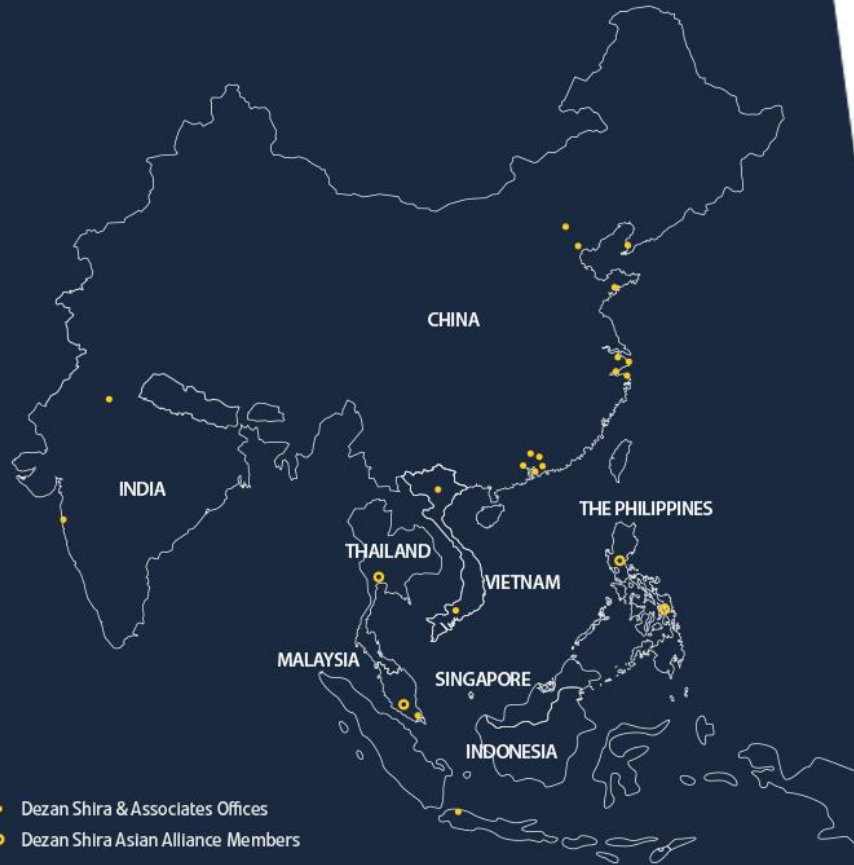 CHINA
INDIA
THE PHILIPPINES
THAILAND
VIETNAM
MALAYSIA
SINGAPORE
INDONESIA
Dezan Shira & Associates Offices
Dezan Shira Asian Alliance Members